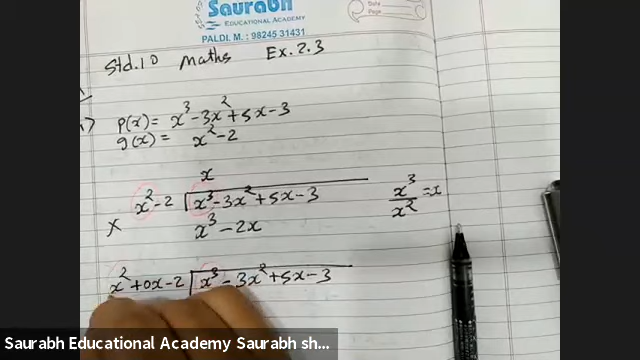 Saurabh
EDUCATIONAL ACADEMY
PALDI. M. : 98245 31431
Date
Page
Std.10 Maths Ex.2.3
p(x) = x³ - 3x² + 5x - 3
g(x) = x² - 2
x
x² - 2 x³ - 3x² + 5x - 3
x³/x² = x
x³ - 2x
x² + 0x - 2 x³ - 3x² + 5x - 3
Saurabh Educational Academy Saurabh sh...